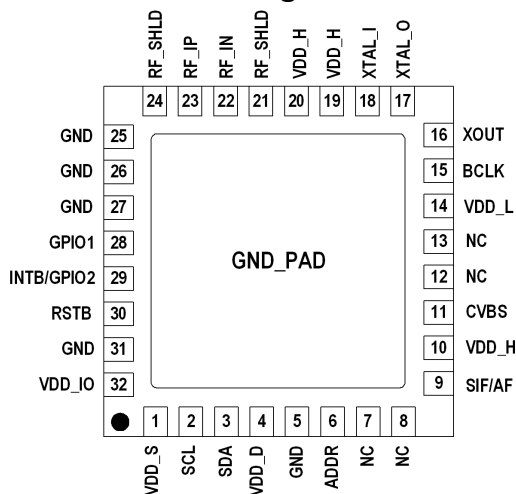 RF_SHLD RF_IP RF_IN RF_SHLD VDD_H VDD_H XTAL_I XTAL_O
24 23 22 21 20 19 18 17
GND 25 16 XOUT
GND 26 15 BCLK
GND 27 14 VDD_L
GPIO1 28 13 NC
GND_PAD
INTB/GPIO2 29 12 NC
RSTB 30 11 CVBS
GND 31 10 VDD_H
VDD_IO 32 9 SIF/AF
1 2 3 4 5 6 7 8
VDD_S SCL SDA VDD_D GND ADDR NC NC